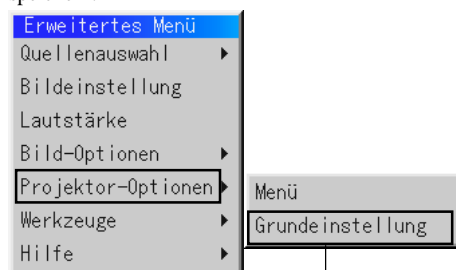 Erweitertes Menü
Quellenauswahl
Bildeinstellung
Lautstärke
Bild-Optionen
Projektor-Optionen
Werkzeuge
Hilfe
Menü
Grundeinstellung